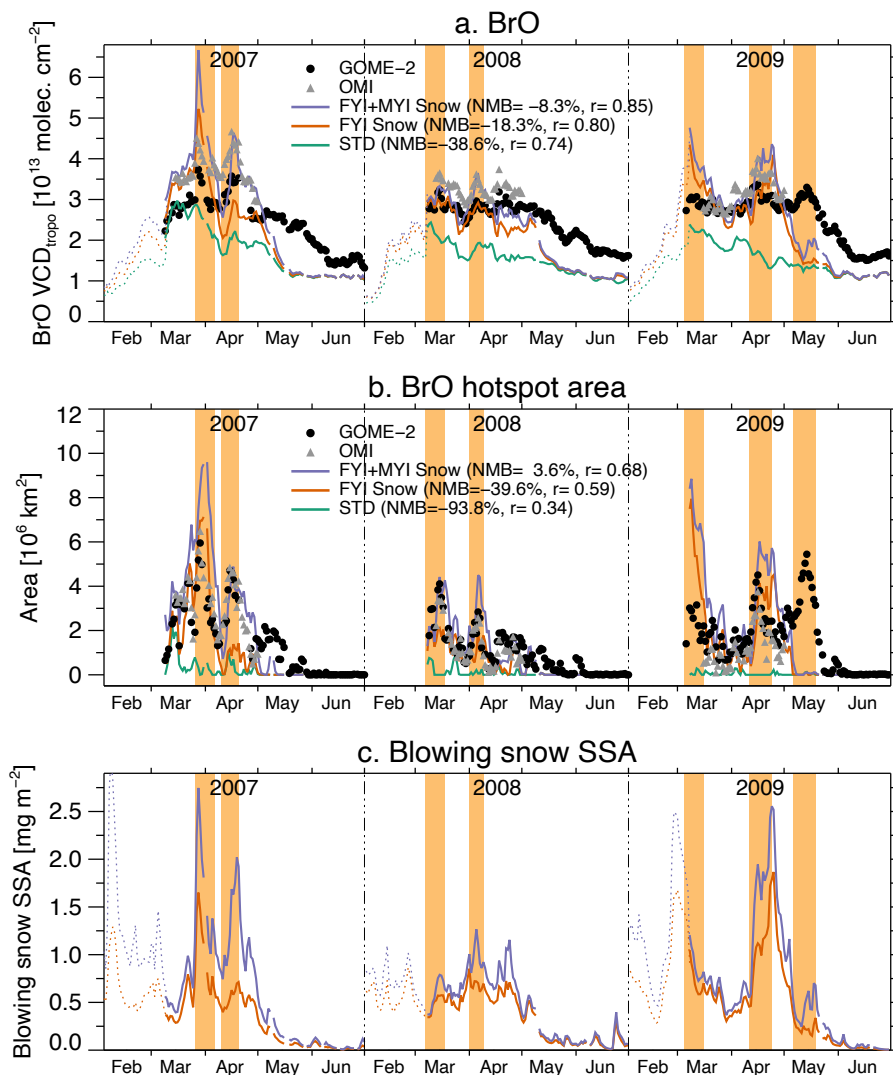 a. BrO
2007
2008
2009
GOME-2
OMI
FYI+MYI Snow (NMB= −8.3%, r= 0.85)
FYI Snow (NMB=−18.3%, r= 0.80)
STD (NMB=−38.6%, r= 0.74)
BrO VCD_tropo [10^13 molec. cm^−2]
6
5
4
3
2
1
0
Feb Mar Apr May Jun Feb Mar Apr May Jun Feb Mar Apr May Jun
b. BrO hotspot area
2007
2008
2009
GOME-2
OMI
FYI+MYI Snow (NMB= 3.6%, r= 0.68)
FYI Snow (NMB=−39.6%, r= 0.59)
STD (NMB=−93.8%, r= 0.34)
Area [10^6 km^2]
12
10
8
6
4
2
0
Feb Mar Apr May Jun Feb Mar Apr May Jun Feb Mar Apr May Jun
c. Blowing snow SSA
2007
2008
2009
Blowing snow SSA [mg m^−2]
2.5
2.0
1.5
1.0
0.5
0.0
Feb Mar Apr May Jun Feb Mar Apr May Jun Feb Mar Apr May Jun